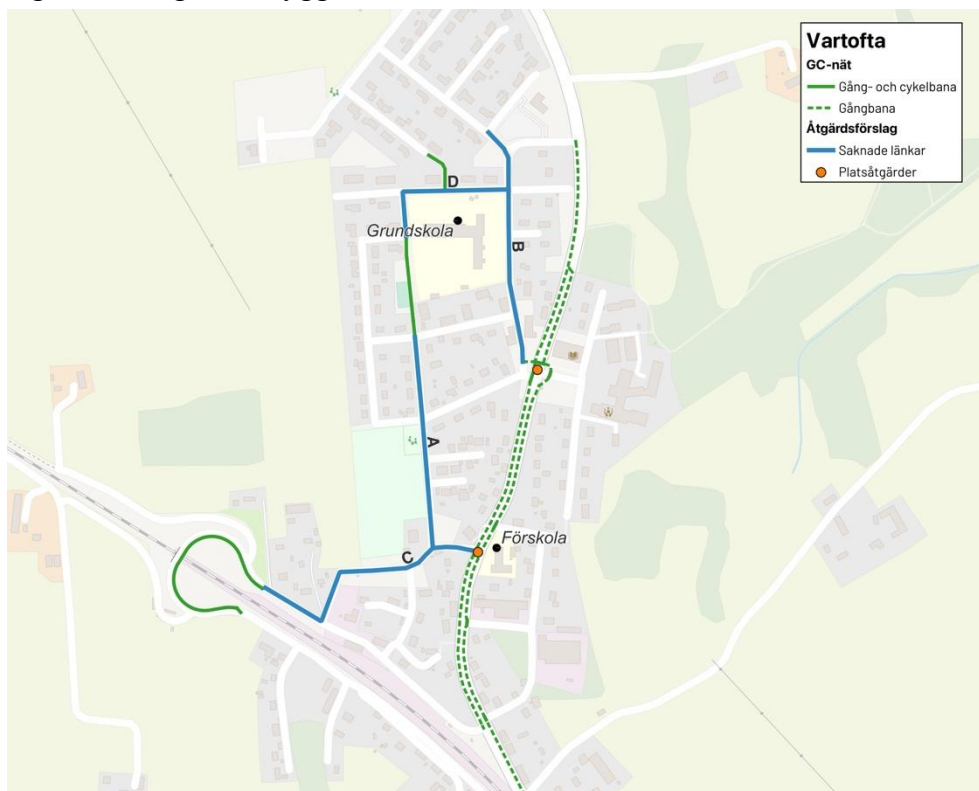 Vartofta
GC-nät
Gång- och cykelbana
Gångbana
Åtgärdsförslag
Saknade länkar
Platsåtgärder
D
Grundskola
B
A
Förskola
C